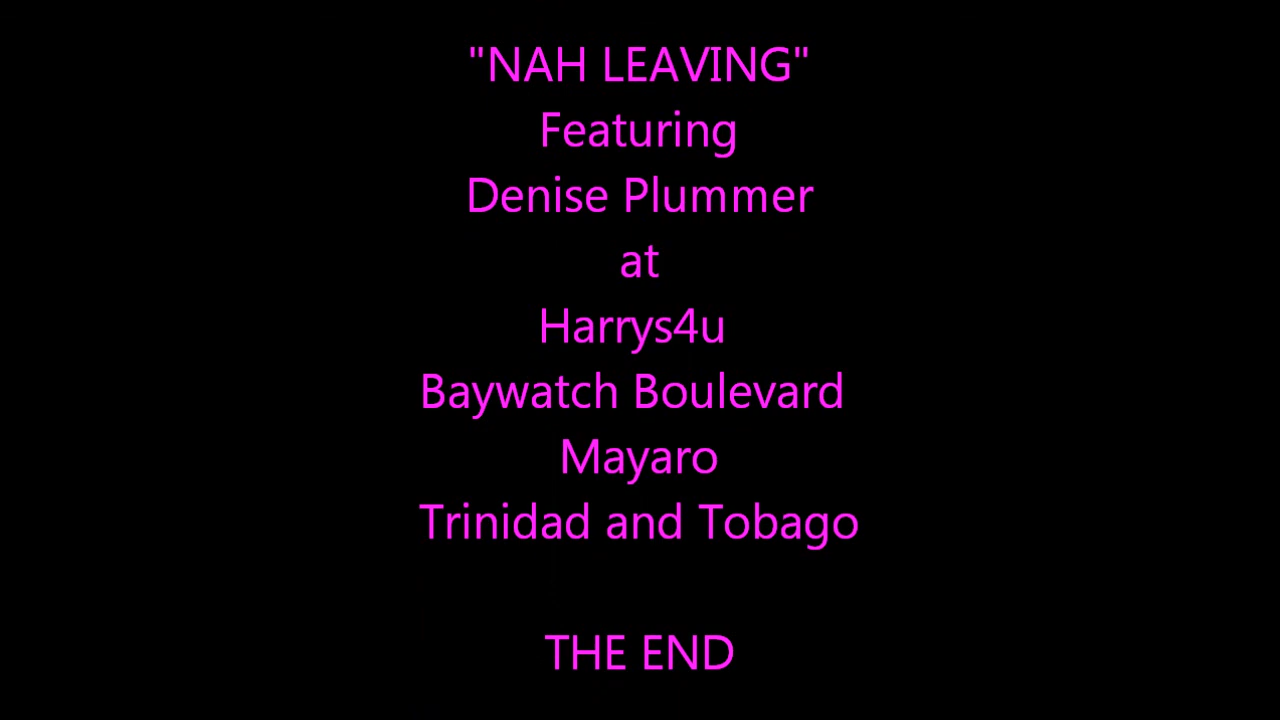 "NAH LEAVING"
Featuring
Denise Plummer
at
Harrys4u
Baywatch Boulevard
Mayaro
Trinidad and Tobago
THE END